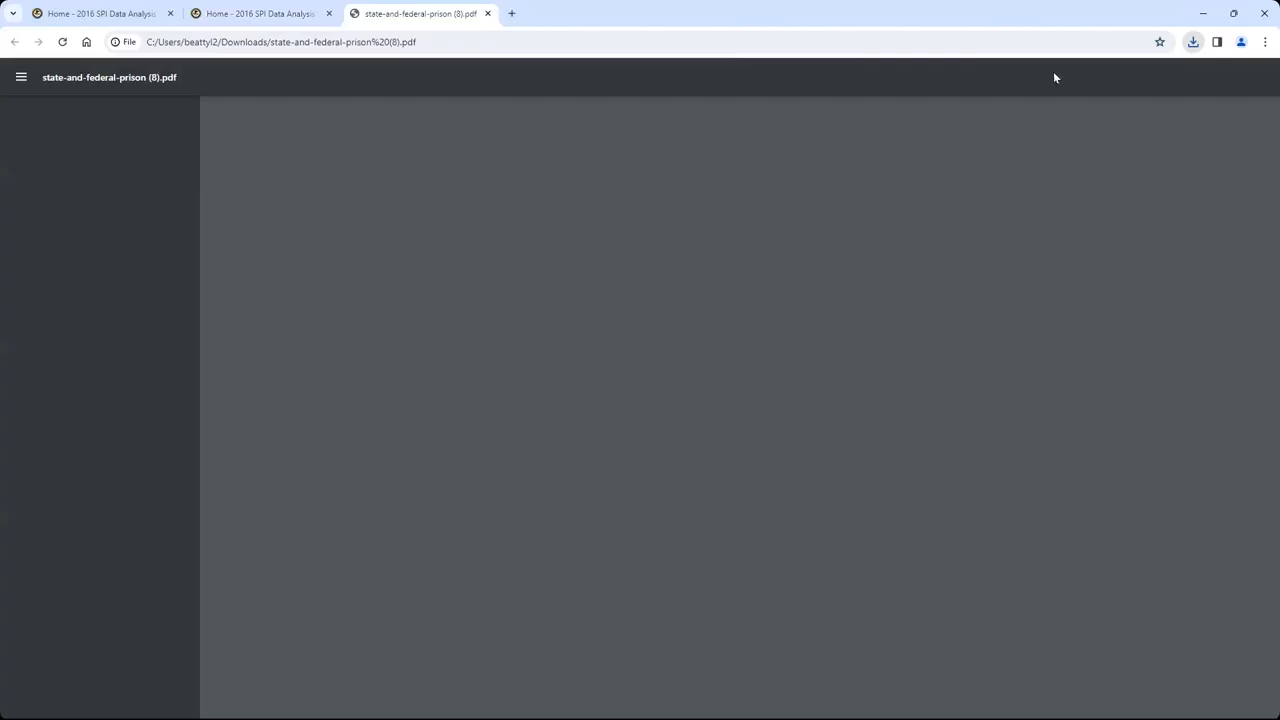 Home - 2016 SPI Data Analysis
Home - 2016 SPI Data Analysis
state-and-federal-prison (8).pdf
File
C:/Users/beattyl2/Downloads/state-and-federal-prison%20(8).pdf
state-and-federal-prison (8).pdf